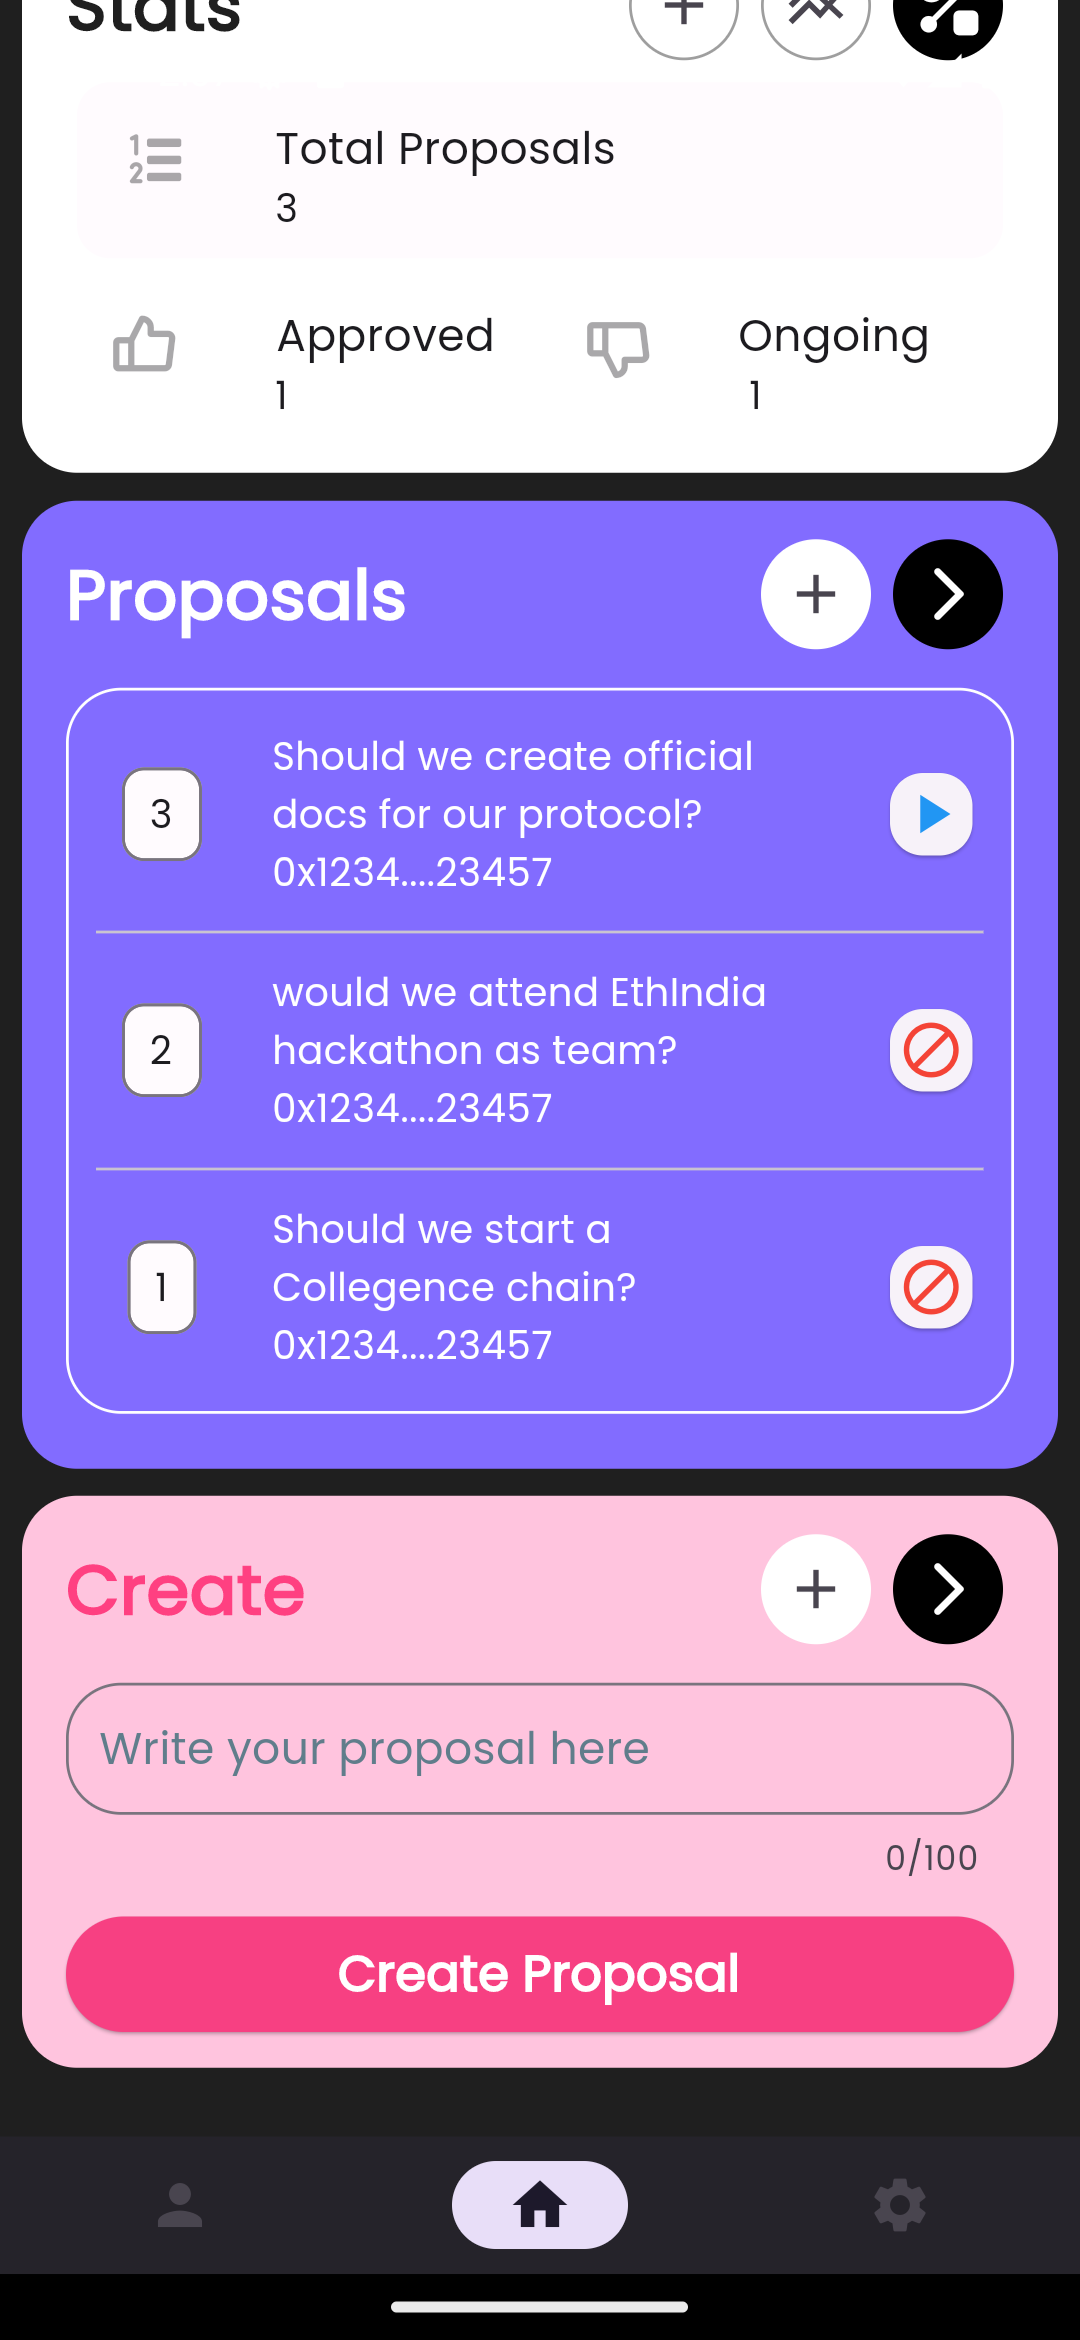 Stats
Total Proposals
3
Approved
1
Ongoing
1
Proposals
3
Should we create official
docs for our protocol?
0x1234....23457
2
would we attend EthIndia
hackathon as team?
0x1234....23457
1
Should we start a
Collegence chain?
0x1234....23457
Create
Write your proposal here
0/100
Create Proposal